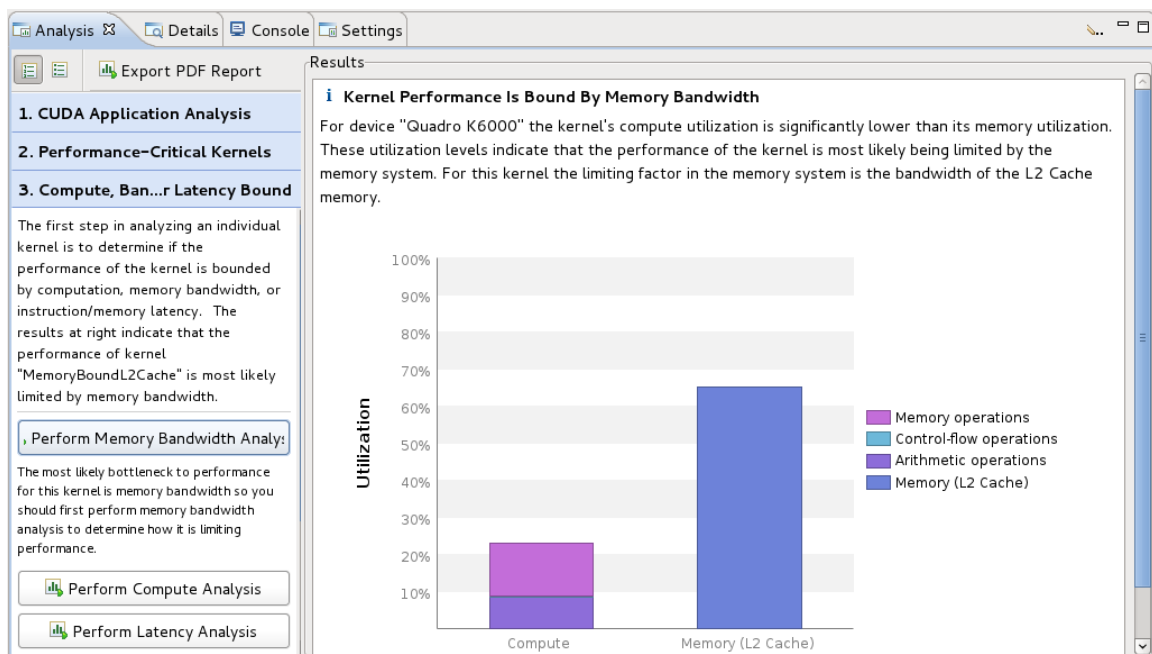 Analysis Details Console Settings
Export PDF Report
1. CUDA Application Analysis
2. Performance-Critical Kernels
3. Compute, Ban...r Latency Bound
The first step in analyzing an individual
kernel is to determine if the
performance of the kernel is bounded
by computation, memory bandwidth, or
instruction/memory latency. The
results at right indicate that the
performance of kernel
"MemoryBoundL2Cache" is most likely
limited by memory bandwidth.
Perform Memory Bandwidth Analys
The most likely bottleneck to performance
for this kernel is memory bandwidth so you
should first perform memory bandwidth
analysis to determine how it is limiting
performance.
Perform Compute Analysis
Perform Latency Analysis
Results
i Kernel Performance Is Bound By Memory Bandwidth
For device "Quadro K6000" the kernel's compute utilization is significantly lower than its memory utilization.
These utilization levels indicate that the performance of the kernel is most likely being limited by the
memory system. For this kernel the limiting factor in the memory system is the bandwidth of the L2 Cache
memory.
Utilization
100%
90%
80%
70%
60%
50%
40%
30%
20%
10%
Compute Memory (L2 Cache)
Memory operations
Control-flow operations
Arithmetic operations
Memory (L2 Cache)